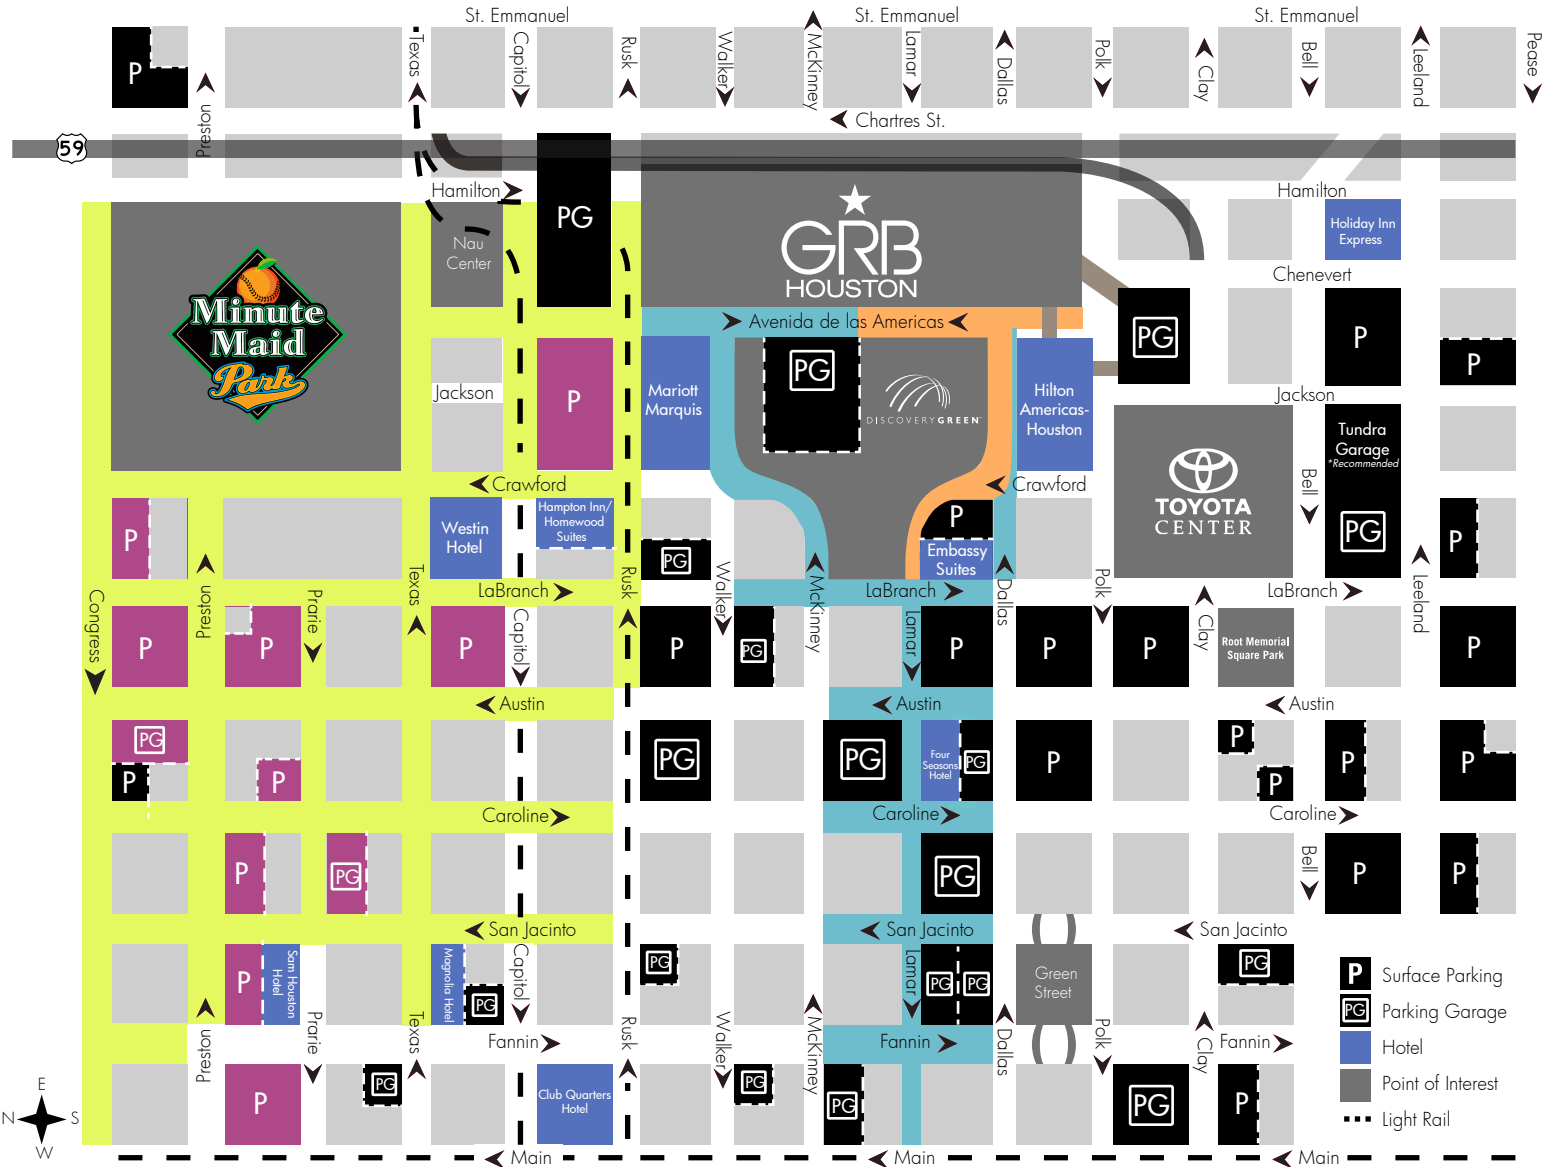 St. Emmanuel
St. Emmanuel
St. Emmanuel
Texas
Capitol
Rusk
Walker
McKinney
Lamar
Dallas
Polk
Clay
Bell
Leeland
Pease
P
Preston
Chartres St.
59
Hamilton
Hamilton
PG
Nau
Center
GRB
HOUSTON
Holiday Inn
Express
Chenevert
Minute
Maid
Park
Avenida de las Americas
PG
P
PG
P
P
Jackson
Jackson
P
Mariott
Marquis
DISCOVERY GREEN
Hilton
Americas-
Houston
Tundra
Garage
*Recommended
PG
TOYOTA
CENTER
Bell
Crawford
Crawford
P
Westin
Hotel
Hampton Inn/
Homewood
Suites
PG
P
Embassy
Suites
P
LaBranch
LaBranch
LaBranch
Congress
Preston
Prarie
Texas
Capitol
Rusk
Walker
McKinney
Lamar
Dallas
Polk
Clay
Leeland
P
P
P
P
PG
P
P
P
Root Memorial
Square Park
P
Austin
Austin
Austin
PG
P
P
PG
PG
Four
Seasons
Hotel
PG
P
P
P
P
P
Caroline
Caroline
Caroline
P
PG
PG
Bell
P
P
San Jacinto
San Jacinto
San Jacinto
P
Sam Houston
Hotel
Magnolia Hotel
PG
Capitol
PG
Lamar
PG
PG
Green
Street
PG
Preston
Prarie
Texas
Rusk
Walker
McKinney
Dallas
Polk
Clay
Fannin
Fannin
Fannin
P
PG
Club Quarters
Hotel
PG
PG
PG
P
Main
Main
Main
E
N
S
W
P
Surface Parking
PG
Parking Garage
Hotel
Point of Interest
Light Rail